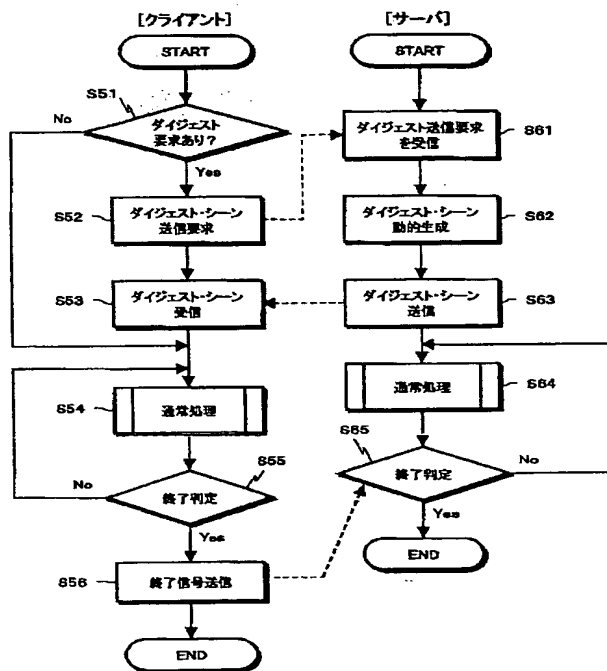 [クライアント]
START
S51
No
ダイジェスト
要求あり?
Yes
S52
ダイジェスト・シーン
送信要求
S53
ダイジェスト・シーン
受信
S54
通常処理
S55
No
終了判定
Yes
S56
終了信号送信
END
[サーバ]
START
ダイジェスト送信要求
を受信
S61
ダイジェスト・シーン
動的生成
S62
ダイジェスト・シーン
送信
S63
通常処理
S64
S65
終了判定
No
Yes
END